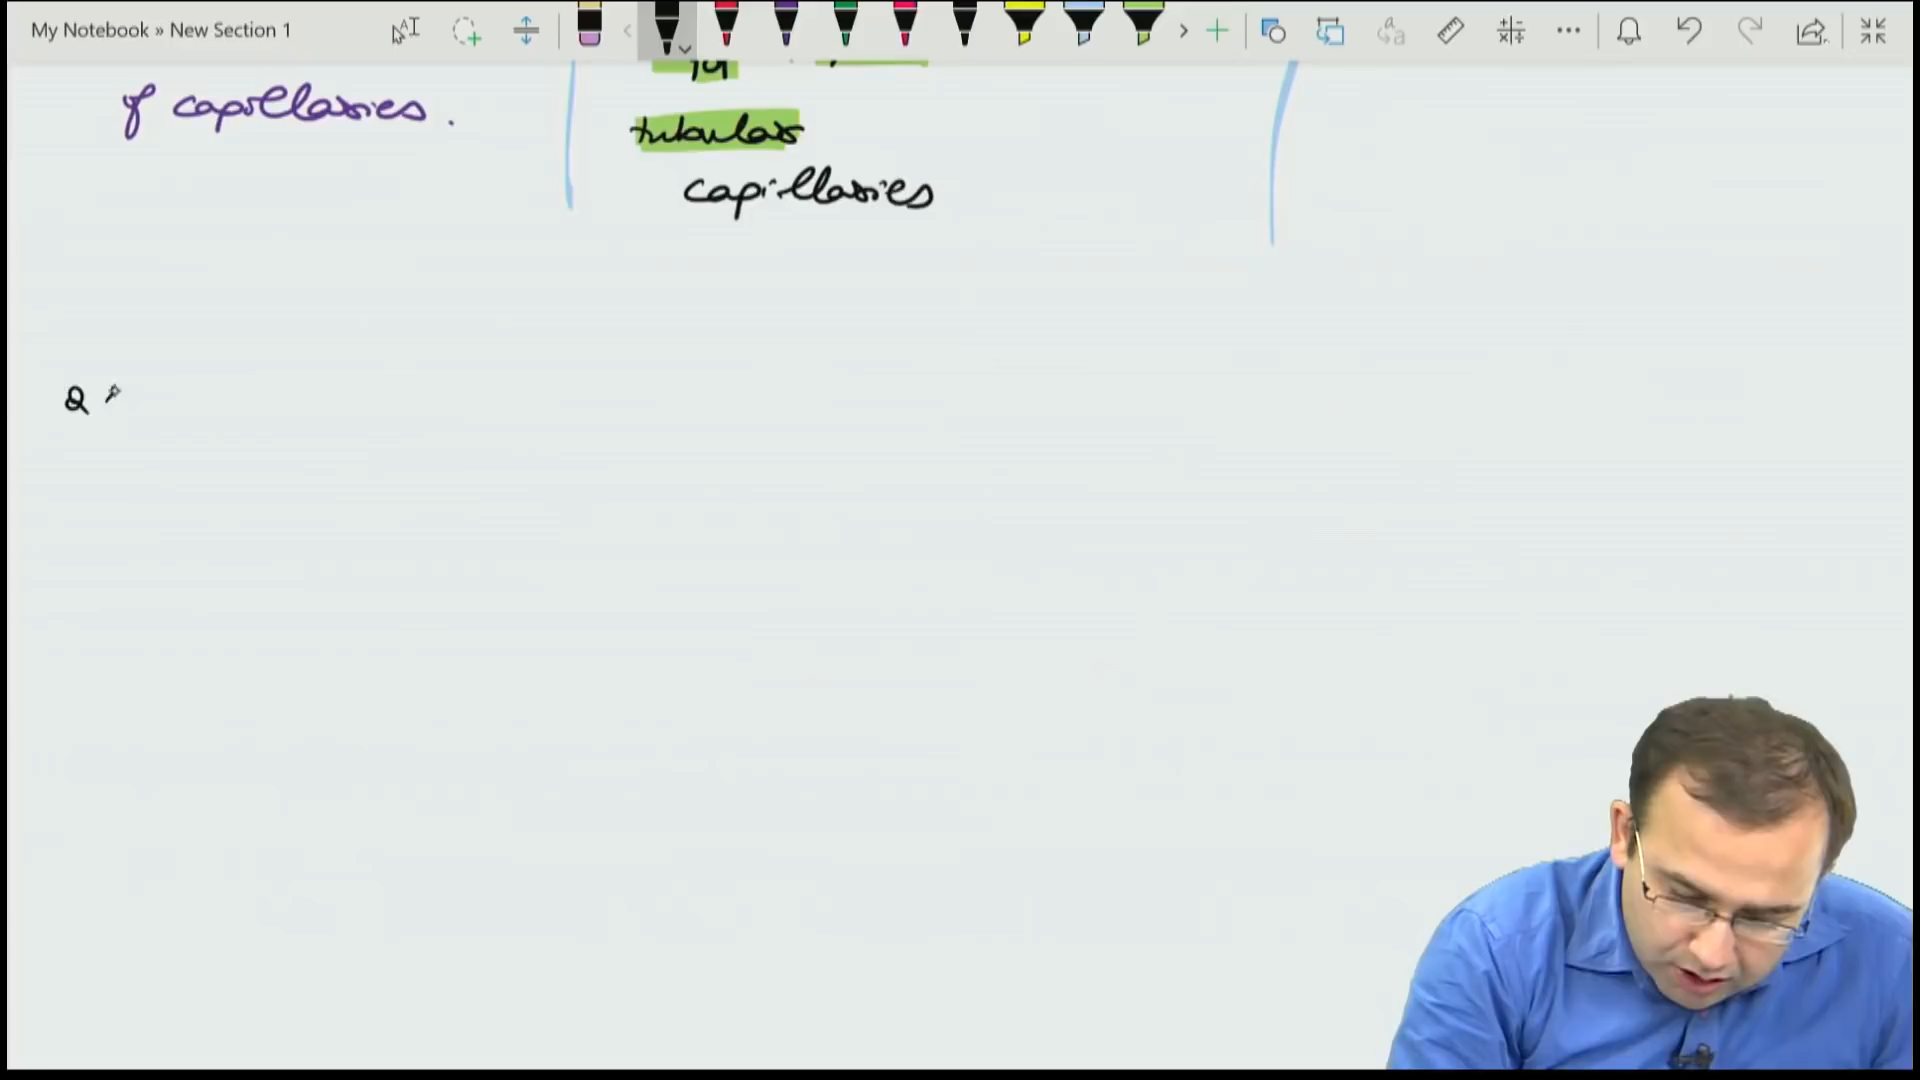 My Notebook » New Section 1
of capillaries.
tubular
capillaries
Q